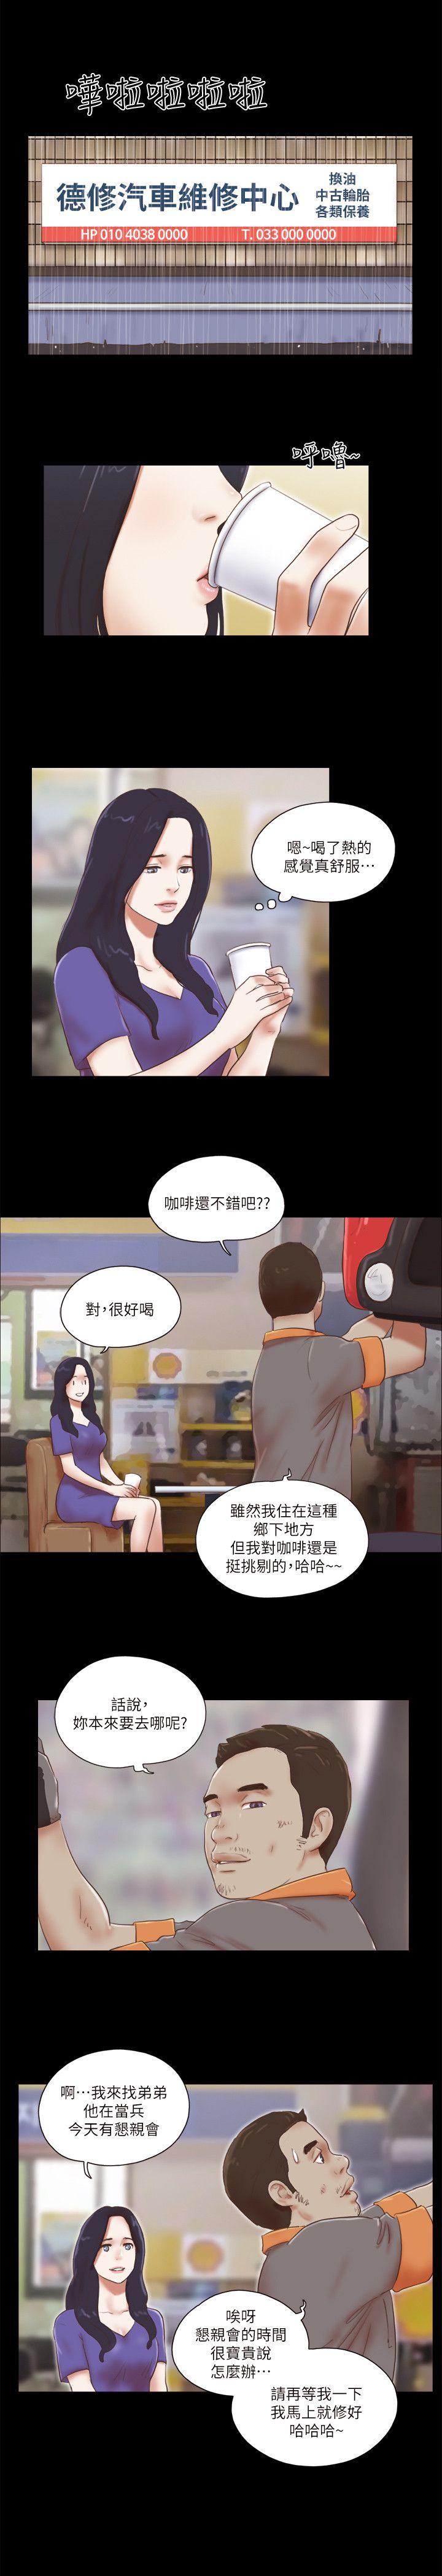 嘩啦啦啦啦
德修汽車維修中心
換油
中古輪胎
各類保養
HP 010 4038 0000
T. 033 000 0000
呼嚕~
嗯~喝了熱的
感覺真舒服…
咖啡還不錯吧??
對,很好喝
雖然我住在這種
鄉下地方
但我對咖啡還是
挺挑剔的,哈哈~~
話說,
妳本來要去哪呢?
啊…我來找弟弟
他在當兵
今天有懇親會
唉呀
懇親會的時間
很寶貴說
怎麼辦…
請再等我一下
我馬上就修好
哈哈哈~